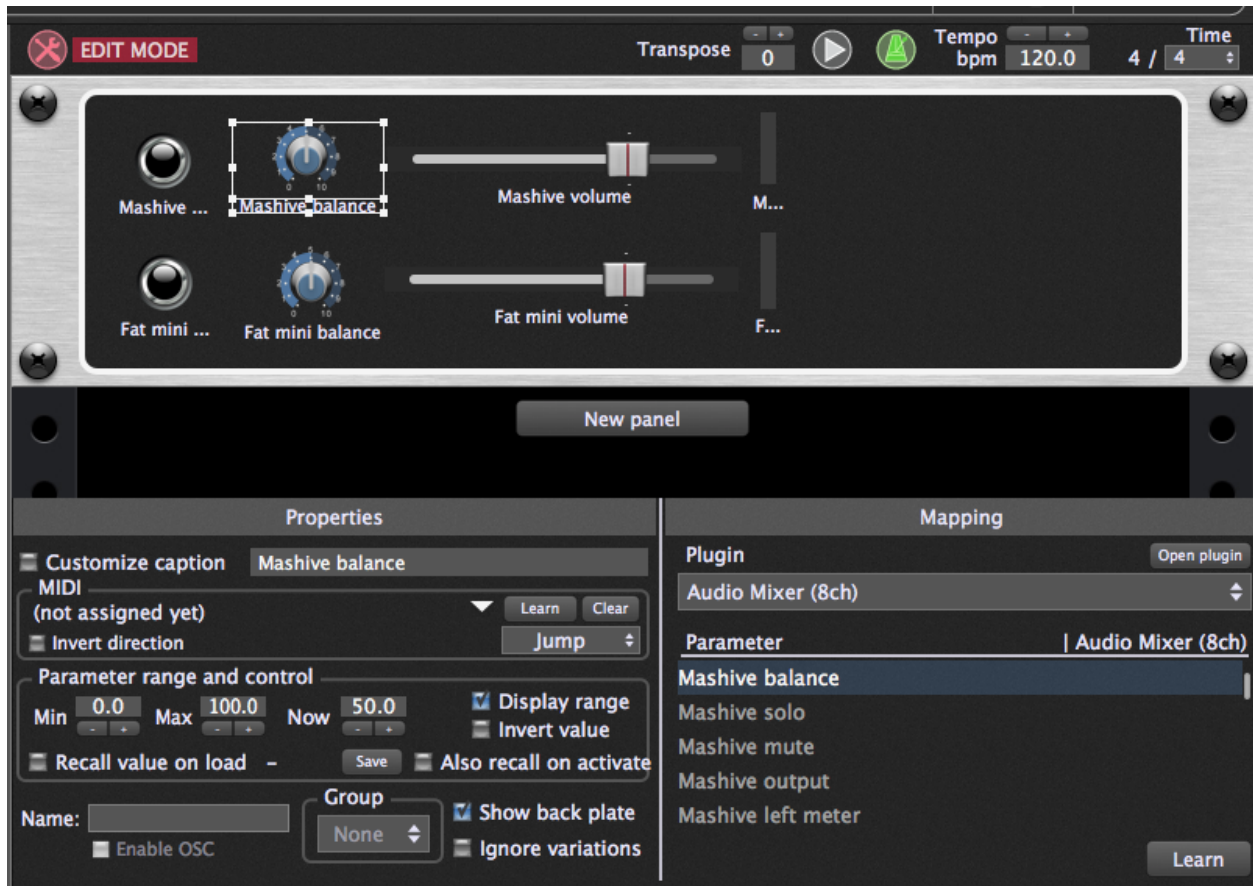 EDIT MODE
Transpose - + 0
Tempo bpm - + 120.0
Time 4 / 4
Mashive ...
Mashive balance
Mashive volume
M...
Fat mini ...
Fat mini balance
Fat mini volume
F...
New panel
Properties
Customize caption Mashive balance
MIDI
(not assigned yet) Learn Clear
Invert direction Jump
Parameter range and control
Min 0.0 - + Max 100.0 - + Now 50.0 - +
Display range
Invert value
Recall value on load – Save Also recall on activate
Name:
Enable OSC
Group
None
Show back plate
Ignore variations
Mapping
Plugin Open plugin
Audio Mixer (8ch)
Parameter | Audio Mixer (8ch)
Mashive balance
Mashive solo
Mashive mute
Mashive output
Mashive left meter
Learn